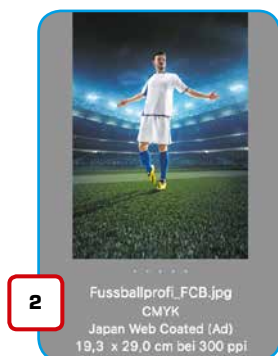 2
Fussballprofi_FCB.jpg
CMYK
Japan Web Coated (Ad)
19,3 x 29,0 cm bei 300 ppi